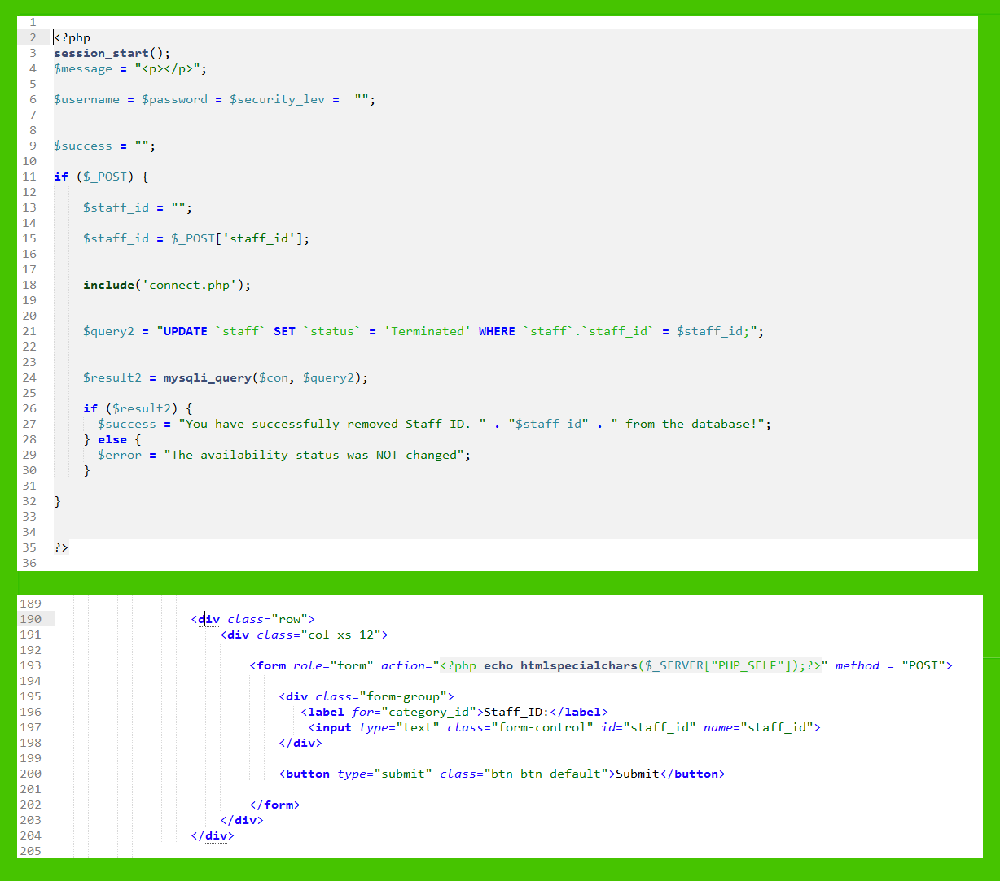 1
2 <?php
3 session_start();
4 $message = "<p></p>";
5
6 $username = $password = $security_lev =  "";
7
8
9 $success = "";
10
11 if ($_POST) {
12
13     $staff_id = "";
14
15     $staff_id = $_POST['staff_id'];
16
17
18     include('connect.php');
19
20
21     $query2 = "UPDATE `staff` SET `status` = 'Terminated' WHERE `staff`.`staff_id` = $staff_id;";
22
23
24     $result2 = mysqli_query($con, $query2);
25
26     if ($result2) {
27       $success = "You have successfully removed Staff ID. " . "$staff_id" . " from the database!";
28     } else {
29       $error = "The availability status was NOT changed";
30     }
31
32 }
33
34
35 ?>
36
189
190 <div class="row">
191     <div class="col-xs-12">
192
193         <form role="form" action="<?php echo htmlspecialchars($_SERVER["PHP_SELF"]);?>" method = "POST">
194
195             <div class="form-group">
196                <label for="category_id">Staff_ID:</label>
197                 <input type="text" class="form-control" id="staff_id" name="staff_id">
198             </div>
199
200             <button type="submit" class="btn btn-default">Submit</button>
201
202         </form>
203     </div>
204 </div>
205